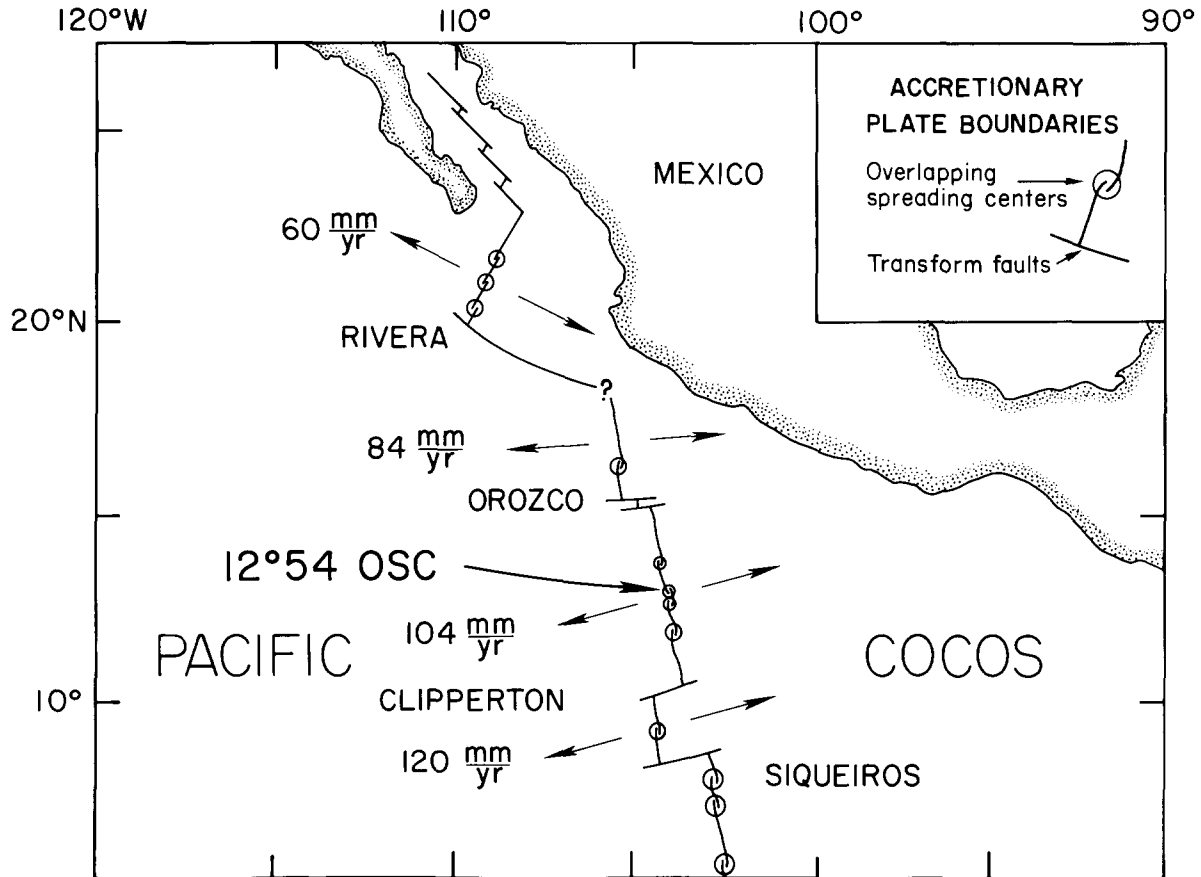 120°W 110° 100° 90°
ACCRETIONARY
PLATE BOUNDARIES
Overlapping
spreading centers
Transform faults
MEXICO
60 mm/yr
20°N
RIVERA
?
84 mm/yr
OROZCO
12°54 OSC
104 mm/yr
PACIFIC
COCOS
10°
CLIPPERTON
120 mm/yr
SIQUEIROS